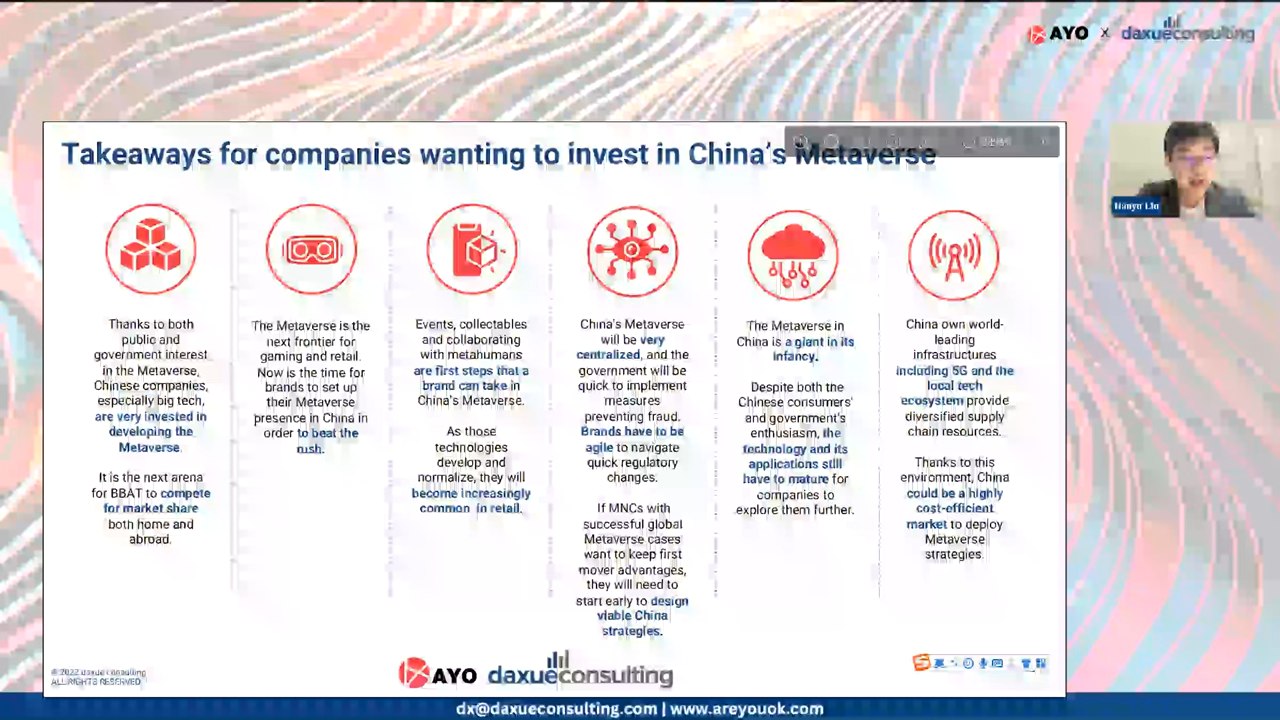 AYO x daxueconsulting
Takeaways for companies wanting to invest in China's Metaverse
Thanks to both
public and
government interest
in the Metaverse,
Chinese companies,
especially big tech,
are very invested in
developing the
Metaverse.
It is the next arena
for BBAT to compete
for market share
both home and
abroad.
The Metaverse is the
next frontier for
gaming and retail.
Now is the time for
brands to set up
their Metaverse
presence in China in
order to beat the
rush.
Events, collectables
and collaborating
with metahumans
are first steps that a
brand can take in
China's Metaverse.
As those
technologies
develop and
normalize, they will
become increasingly
common in retail.
China's Metaverse
will be very
centralized, and the
government will be
quick to implement
measures
preventing fraud.
Brands have to be
agile to navigate
quick regulatory
changes.
If MNCs with
successful global
Metaverse cases
want to keep first
mover advantages,
they will need to
start early to design
viable China
strategies.
The Metaverse in
China is a giant in its
infancy.
Despite both the
Chinese consumers'
and government's
enthusiasm, the
technology and its
applications still
have to mature for
companies to
explore them further.
China own world-
leading
infrastructures
including 5G and the
local tech
ecosystem provide
diversified supply
chain resources.
Thanks to this
environment, China
could be a highly
cost-efficient
market to deploy
Metaverse
strategies.
Hanyu Liu
© 2022 daxue consulting
ALL RIGHTS RESERVED
AYO daxueconsulting
英
dx@daxueconsulting.com | www.areyouok.com